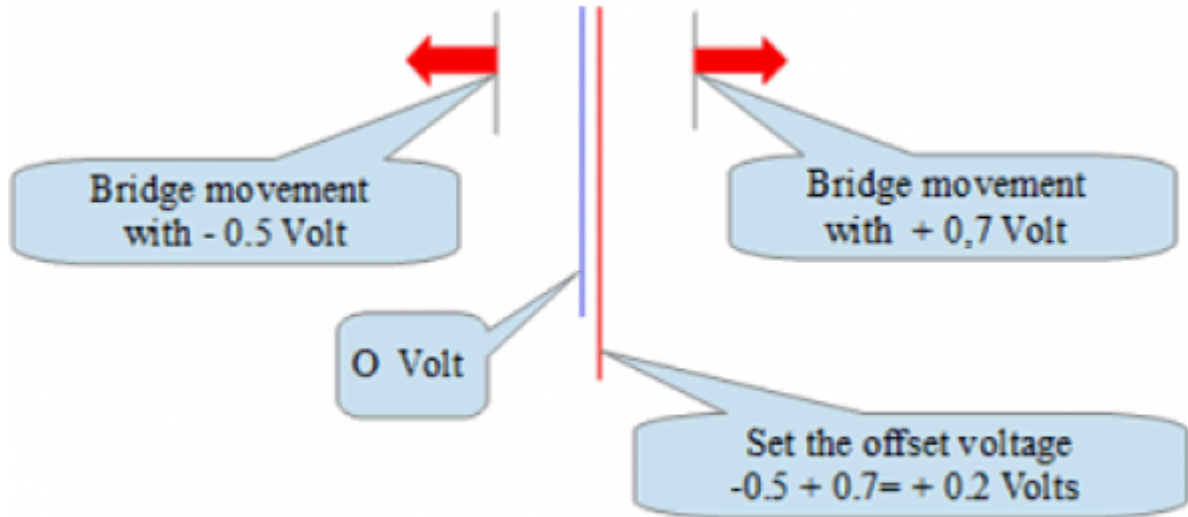 Bridge movement
with - 0.5 Volt
Bridge movement
with + 0,7 Volt
O Volt
Set the offset voltage
-0.5 + 0.7= + 0.2 Volts